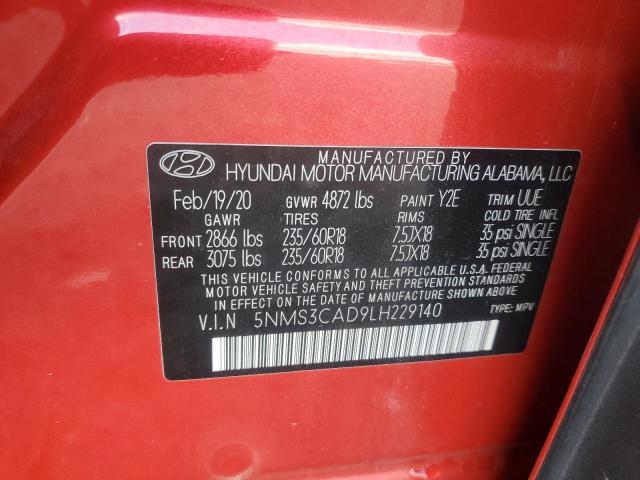 MANUFACTURED BY
HYUNDAI MOTOR MANUFACTURING ALABAMA, LLC
Feb/19/20 GVWR 4872 lbs PAINT Y2E TRIM UUE
GAWR TIRES RIMS COLD TIRE INFL
FRONT 2866 lbs 235/60R18 7.5JX18 35 psi SINGLE
REAR 3075 lbs 235/60R18 7.5JX18 35 psi SINGLE
THIS VEHICLE CONFORMS TO ALL APPLICABLE U.S.A. FEDERAL
MOTOR VEHICLE SAFETY AND THEFT PREVENTION
STANDARDS IN EFFECT ON THE DATE OF MANUFACTURE SHOWN ABOVE.
V.I.N 5NMS3CAD9LH229140 TYPE: MPV